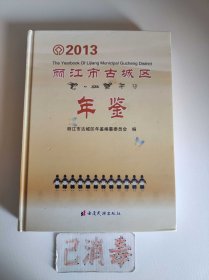 2013
The Yearbook Of Lijiang Municipal Gucheng District
丽江市古城区
年鉴
丽江市古城区年鉴编纂委员会 编
云南民族出版社
已消毒